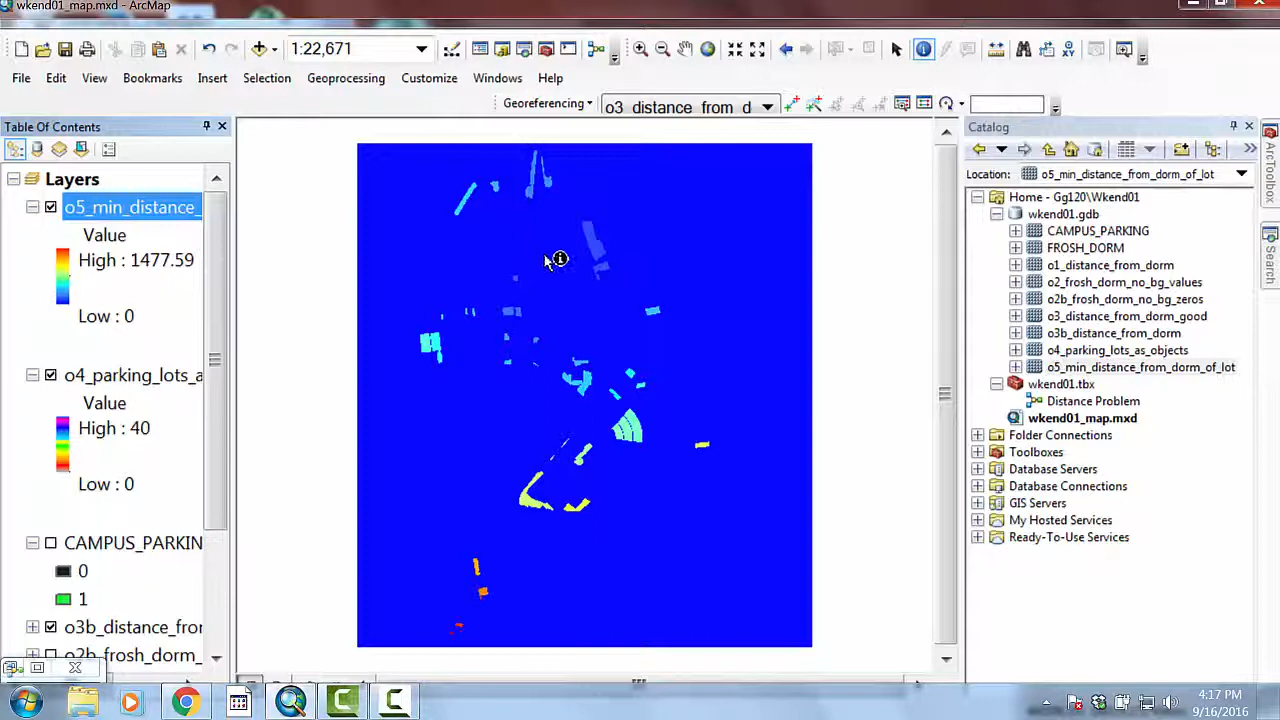 wkend01_map.mxd - ArcMap
1:22,671
File Edit View Bookmarks Insert Selection Geoprocessing Customize Windows Help
Georeferencing
o3_distance_from_d
Table Of Contents
Layers
o5_min_distance_
Value
High : 1477.59
Low : 0
o4_parking_lots_a
Value
High : 40
Low : 0
CAMPUS_PARKIN
0
1
o3b_distance_fro
o2b_frosh_dorm_
Catalog
Location: o5_min_distance_from_dorm_of_lot
Home - Gg120\Wkend01
wkend01.gdb
CAMPUS_PARKING
FROSH_DORM
o1_distance_from_dorm
o2_frosh_dorm_no_bg_values
o2b_frosh_dorm_no_bg_zeros
o3_distance_from_dorm_good
o3b_distance_from_dorm
o4_parking_lots_as_objects
o5_min_distance_from_dorm_of_lot
wkend01.tbx
Distance Problem
wkend01_map.mxd
Folder Connections
Toolboxes
Database Servers
Database Connections
GIS Servers
My Hosted Services
Ready-To-Use Services
ArcToolbox
Search
4:17 PM
9/16/2016